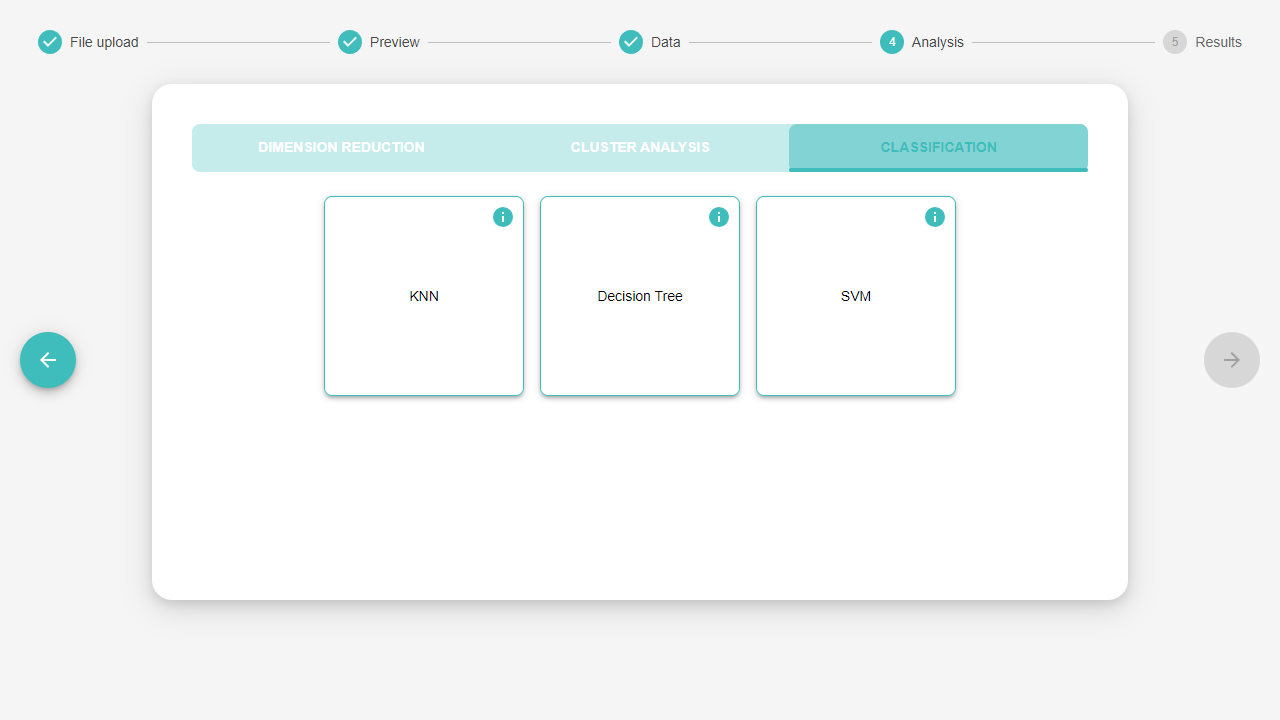 File upload
Preview
Data
4 Analysis
5 Results
DIMENSION REDUCTION
CLUSTER ANALYSIS
CLASSIFICATION
KNN
Decision Tree
SVM